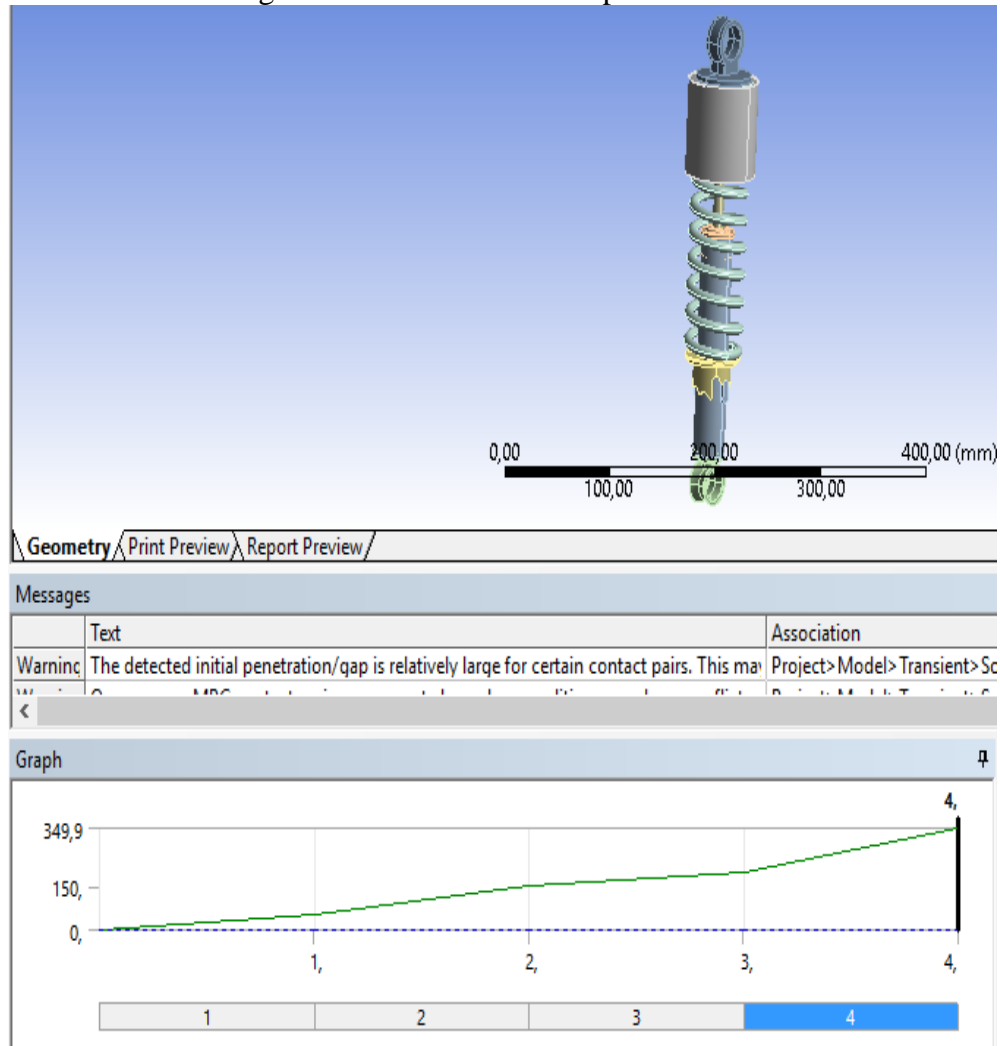 0,00 200,00 400,00 (mm)
100,00 300,00
Geometry Print Preview Report Preview
Messages
Text Association
Warning The detected initial penetration/gap is relatively large for certain contact pairs. This may Project>Model>Transient>So
Graph
4,
349,9
150,
0,
1, 2, 3, 4,
1 2 3 4